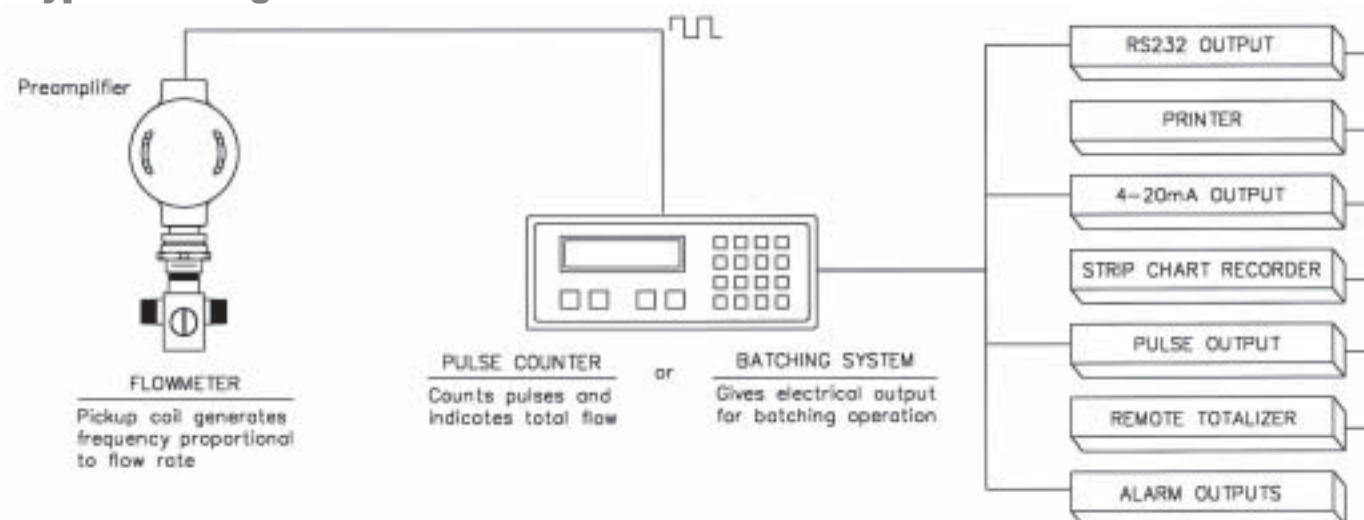 Preamplifier
FLOWMETER
Pickup coil generates
frequency proportional
to flow rate
PULSE COUNTER
Counts pulses and
indicates total flow
or
BATCHING SYSTEM
Gives electrical output
for batching operation
RS232 OUTPUT
PRINTER
4-20mA OUTPUT
STRIP CHART RECORDER
PULSE OUTPUT
REMOTE TOTALIZER
ALARM OUTPUTS